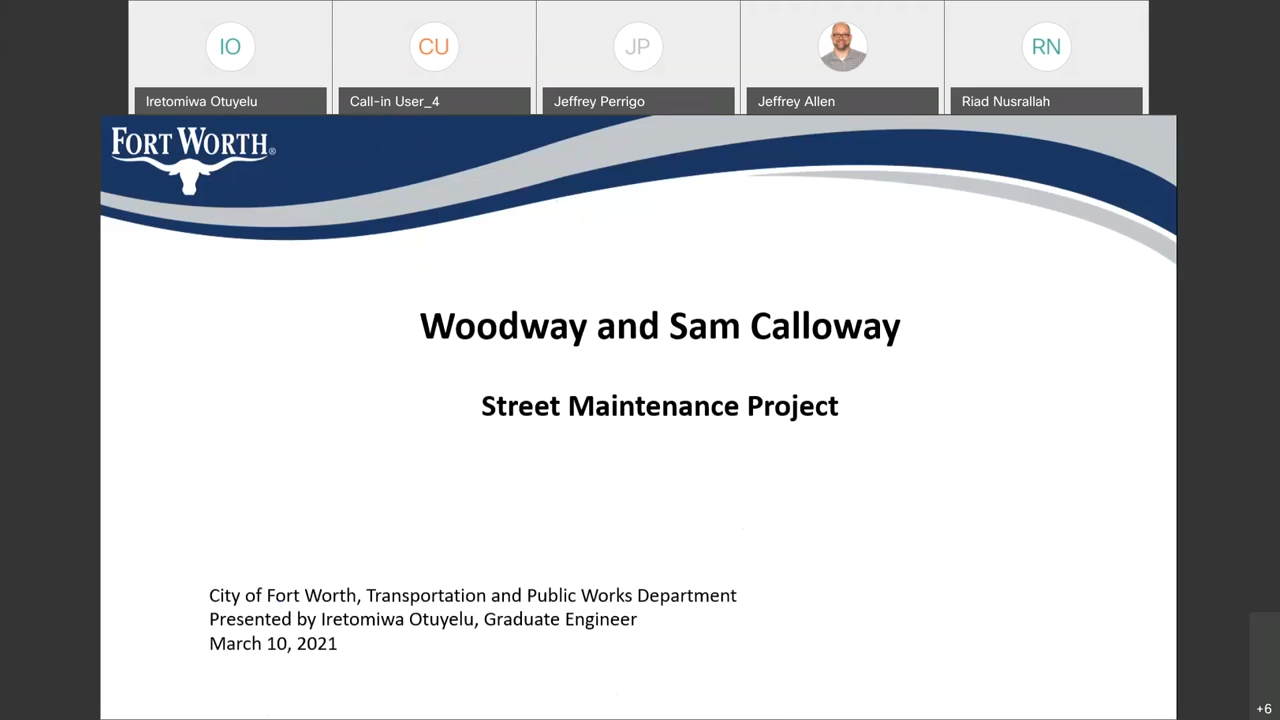 IO
CU
JP
RN
Iretomiwa Otuyelu
Call-in User_4
Jeffrey Perrigo
Jeffrey Allen
Riad Nusrallah
FORT WORTH®
Woodway and Sam Calloway
Street Maintenance Project
City of Fort Worth, Transportation and Public Works Department
Presented by Iretomiwa Otuyelu, Graduate Engineer
March 10, 2021
+6